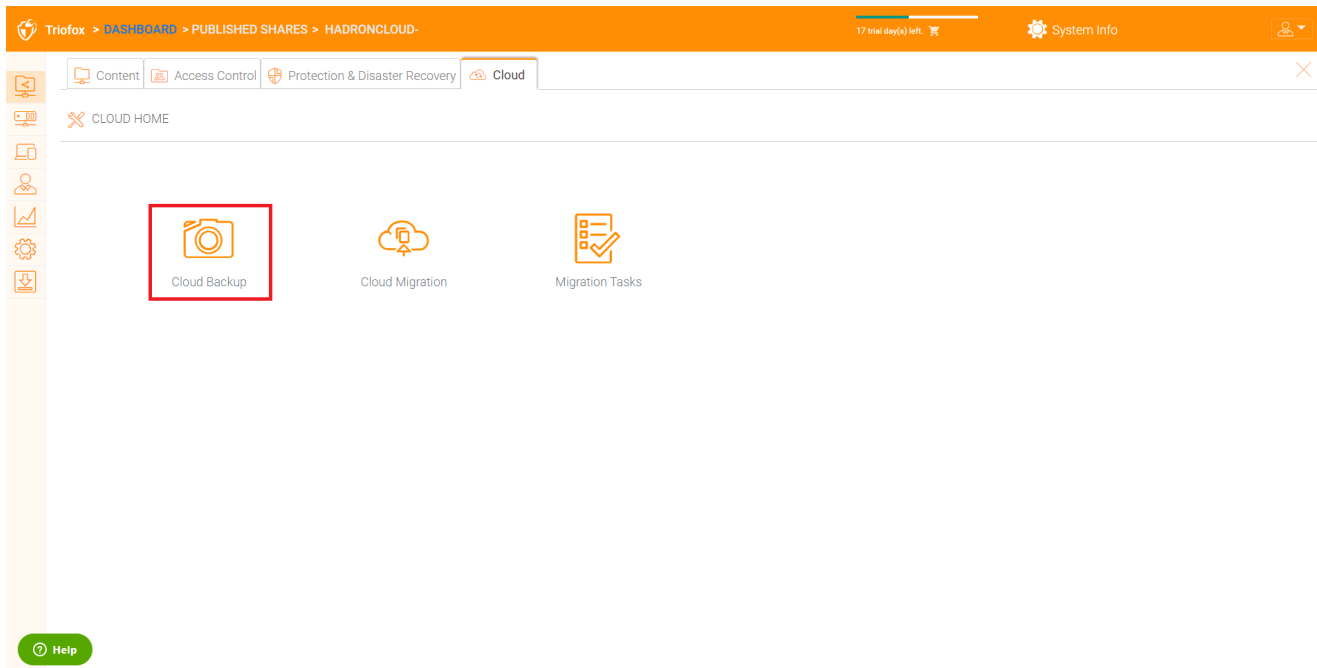 Triofox > DASHBOARD > PUBLISHED SHARES > HADRONCLOUD-
17 trial day(s) left.
System Info
Content
Access Control
Protection & Disaster Recovery
Cloud
CLOUD HOME
Cloud Backup
Cloud Migration
Migration Tasks
Help